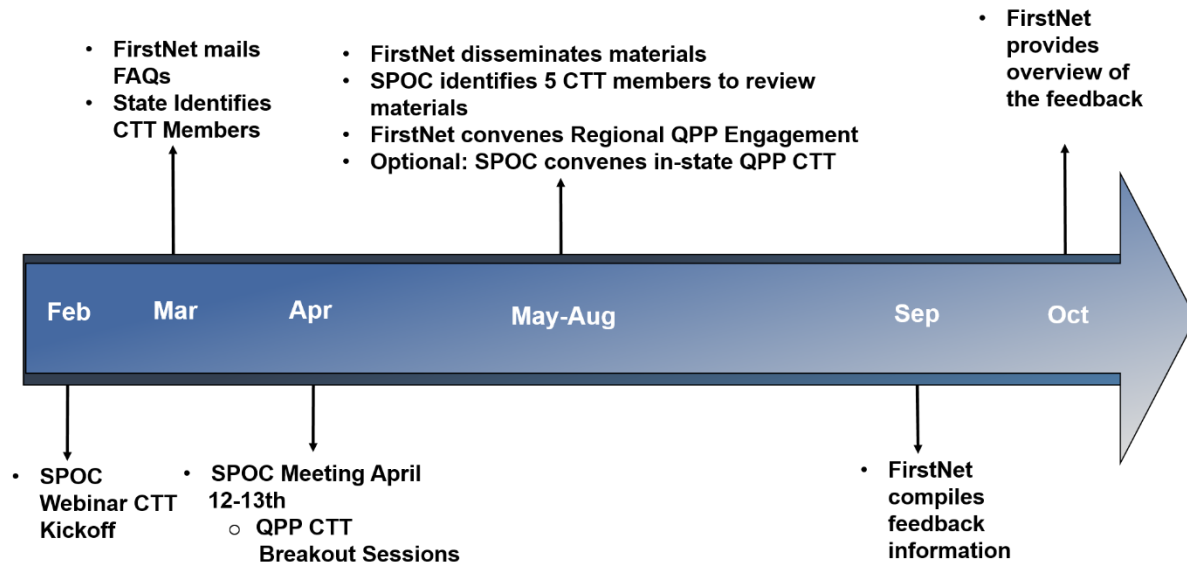 • FirstNet mails
FAQs
• State Identifies
CTT Members
• FirstNet disseminates materials
• SPOC identifies 5 CTT members to review
materials
• FirstNet convenes Regional QPP Engagement
• Optional: SPOC convenes in-state QPP CTT
• FirstNet
provides
overview of
the feedback
Feb
Mar
Apr
May-Aug
Sep
Oct
• SPOC
Webinar CTT
Kickoff
• SPOC Meeting April
12-13th
o QPP CTT
Breakout Sessions
• FirstNet
compiles
feedback
information